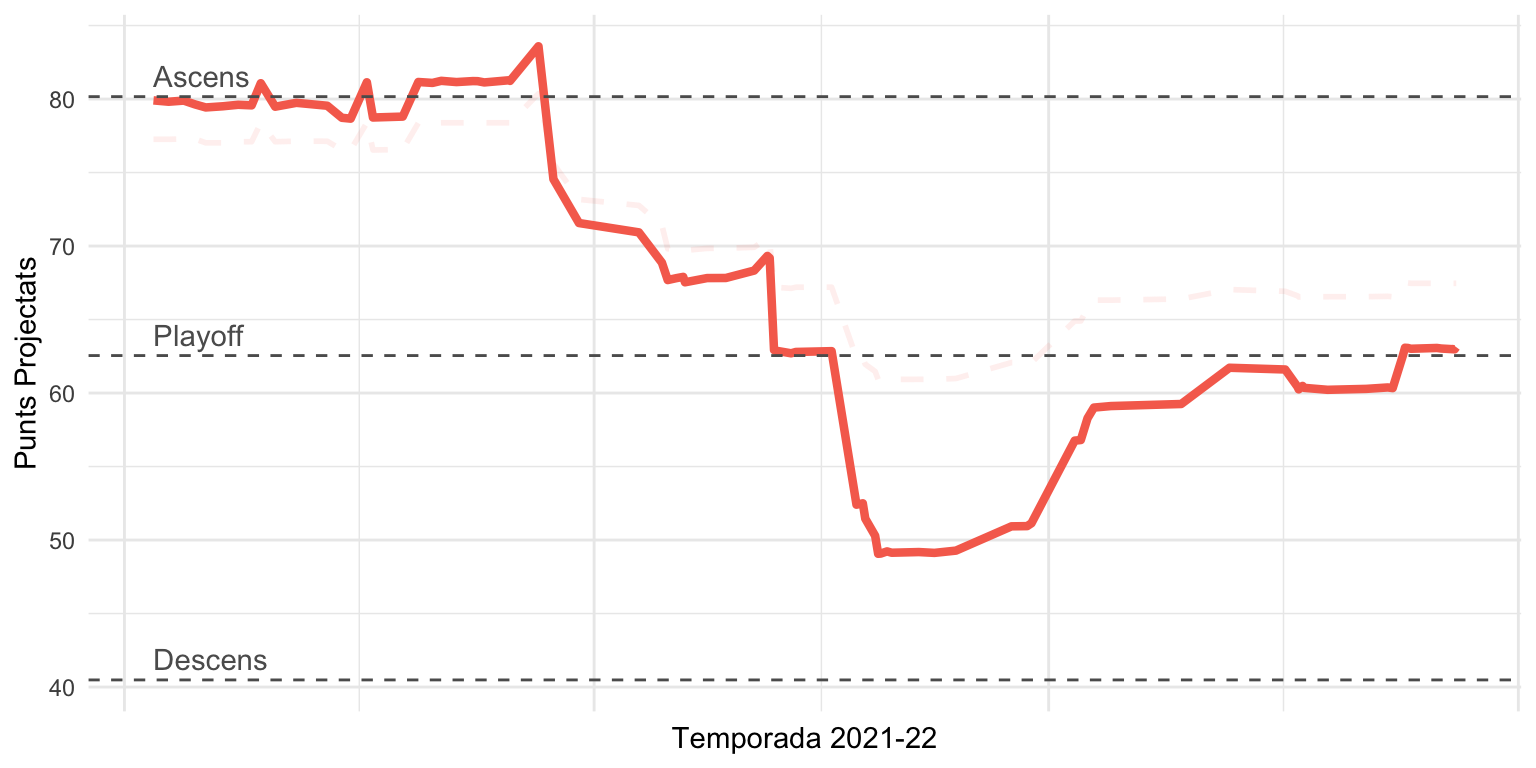 Ascens
80
70
Playoff
60
50
Descens
40
Punts Projectats
Temporada 2021-22